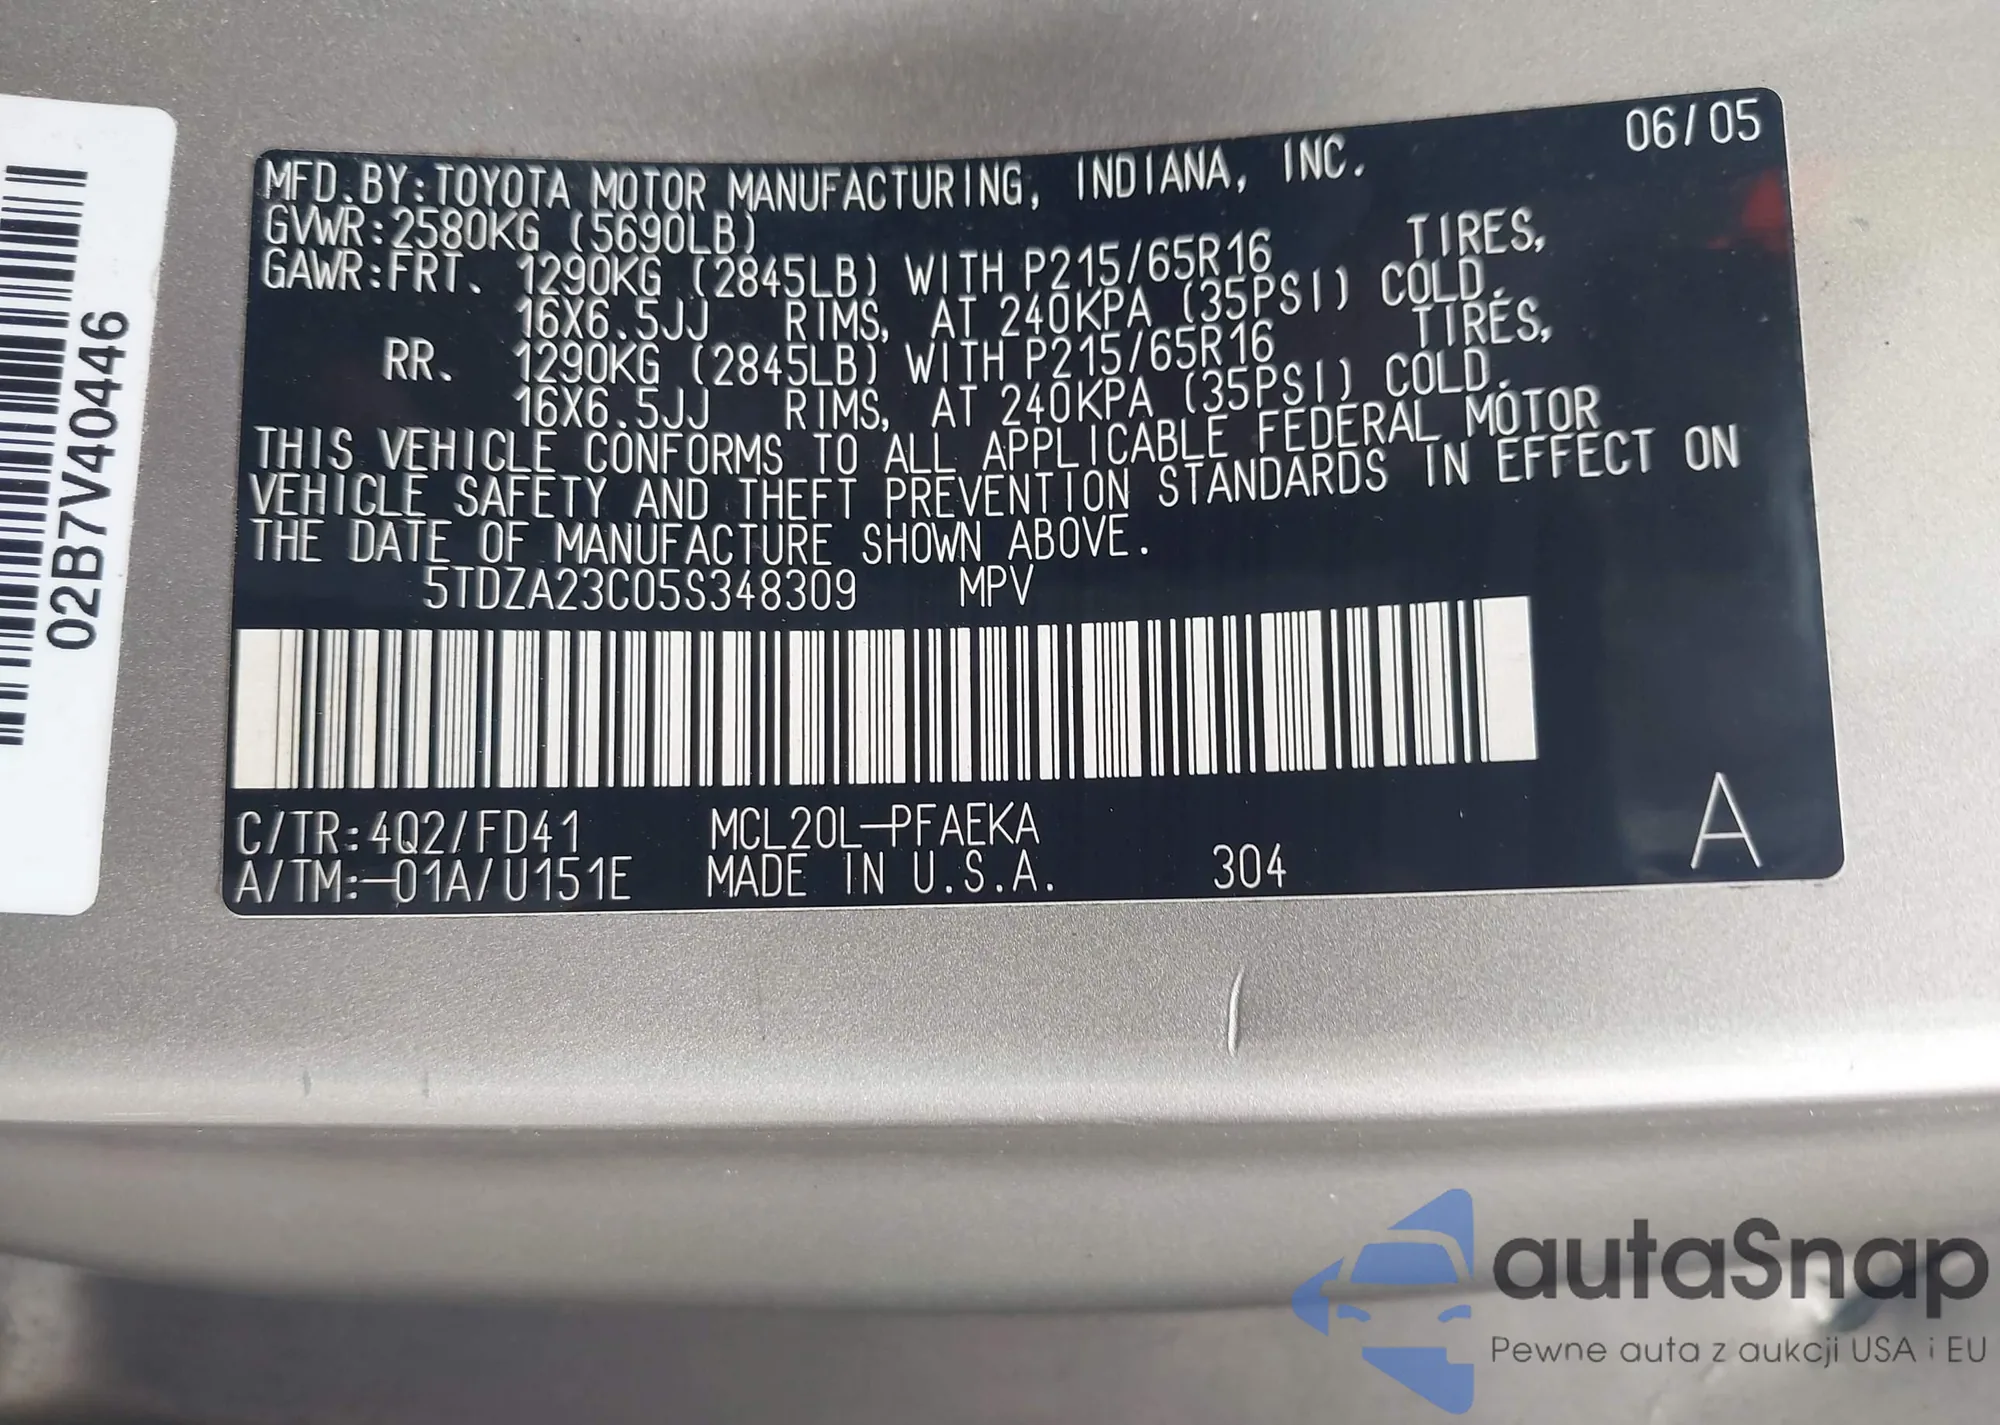 02B7V40446
06/05
MFD.BY:TOYOTA MOTOR MANUFACTURING, INDIANA, INC.
GVWR:2580KG (5690LB)
GAWR:FRT. 1290KG (2845LB) WITH P215/65R16 TIRES,
16X6.5JJ RIMS, AT 240KPA (35PSI) COLD.
RR. 1290KG (2845LB) WITH P215/65R16 TIRES,
16X6.5JJ RIMS, AT 240KPA (35PSI) COLD.
THIS VEHICLE CONFORMS TO ALL APPLICABLE FEDERAL MOTOR
VEHICLE SAFETY AND THEFT PREVENTION STANDARDS IN EFFECT ON
THE DATE OF MANUFACTURE SHOWN ABOVE.
5TDZA23C05S348309 MPV
C/TR:4Q2/FD41 MCL20L-PFAEKA
A/TM:-01A/U151E MADE IN U.S.A. 304 A
autaSnap
Pewne auta z aukcji USA i EU